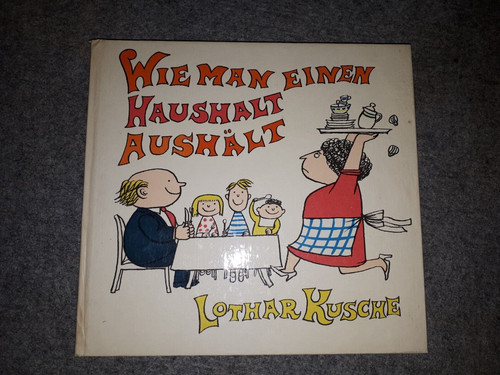 WIE MAN EINEN
HAUSHALT
AUSHÄLT
LOTHAR KUSCHE